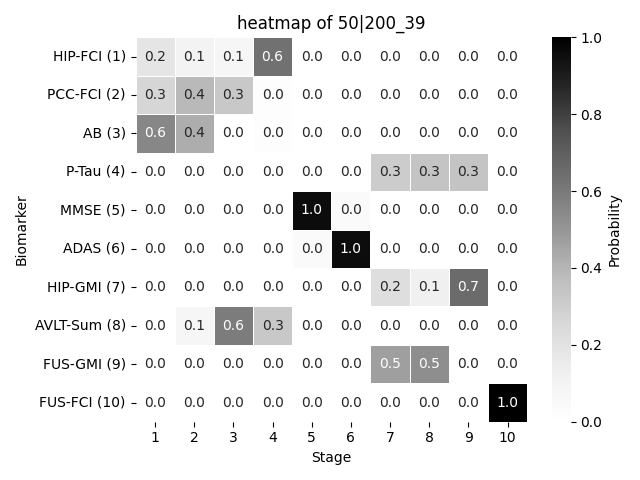 heatmap of 50|200_39
HIP-FCI (1) 0.2 0.1 0.1 0.6 0.0 0.0 0.0 0.0 0.0 0.0
PCC-FCI (2) 0.3 0.4 0.3 0.0 0.0 0.0 0.0 0.0 0.0 0.0
AB (3) 0.6 0.4 0.0 0.0 0.0 0.0 0.0 0.0 0.0 0.0
P-Tau (4) 0.0 0.0 0.0 0.0 0.0 0.0 0.3 0.3 0.3 0.0
MMSE (5) 0.0 0.0 0.0 0.0 1.0 0.0 0.0 0.0 0.0 0.0
ADAS (6) 0.0 0.0 0.0 0.0 0.0 1.0 0.0 0.0 0.0 0.0
HIP-GMI (7) 0.0 0.0 0.0 0.0 0.0 0.0 0.2 0.1 0.7 0.0
AVLT-Sum (8) 0.0 0.1 0.6 0.3 0.0 0.0 0.0 0.0 0.0 0.0
FUS-GMI (9) 0.0 0.0 0.0 0.0 0.0 0.0 0.5 0.5 0.0 0.0
FUS-FCI (10) 0.0 0.0 0.0 0.0 0.0 0.0 0.0 0.0 0.0 1.0
1 2 3 4 5 6 7 8 9 10
Stage
Biomarker
1.0
0.8
0.6
0.4
0.2
0.0
Probability